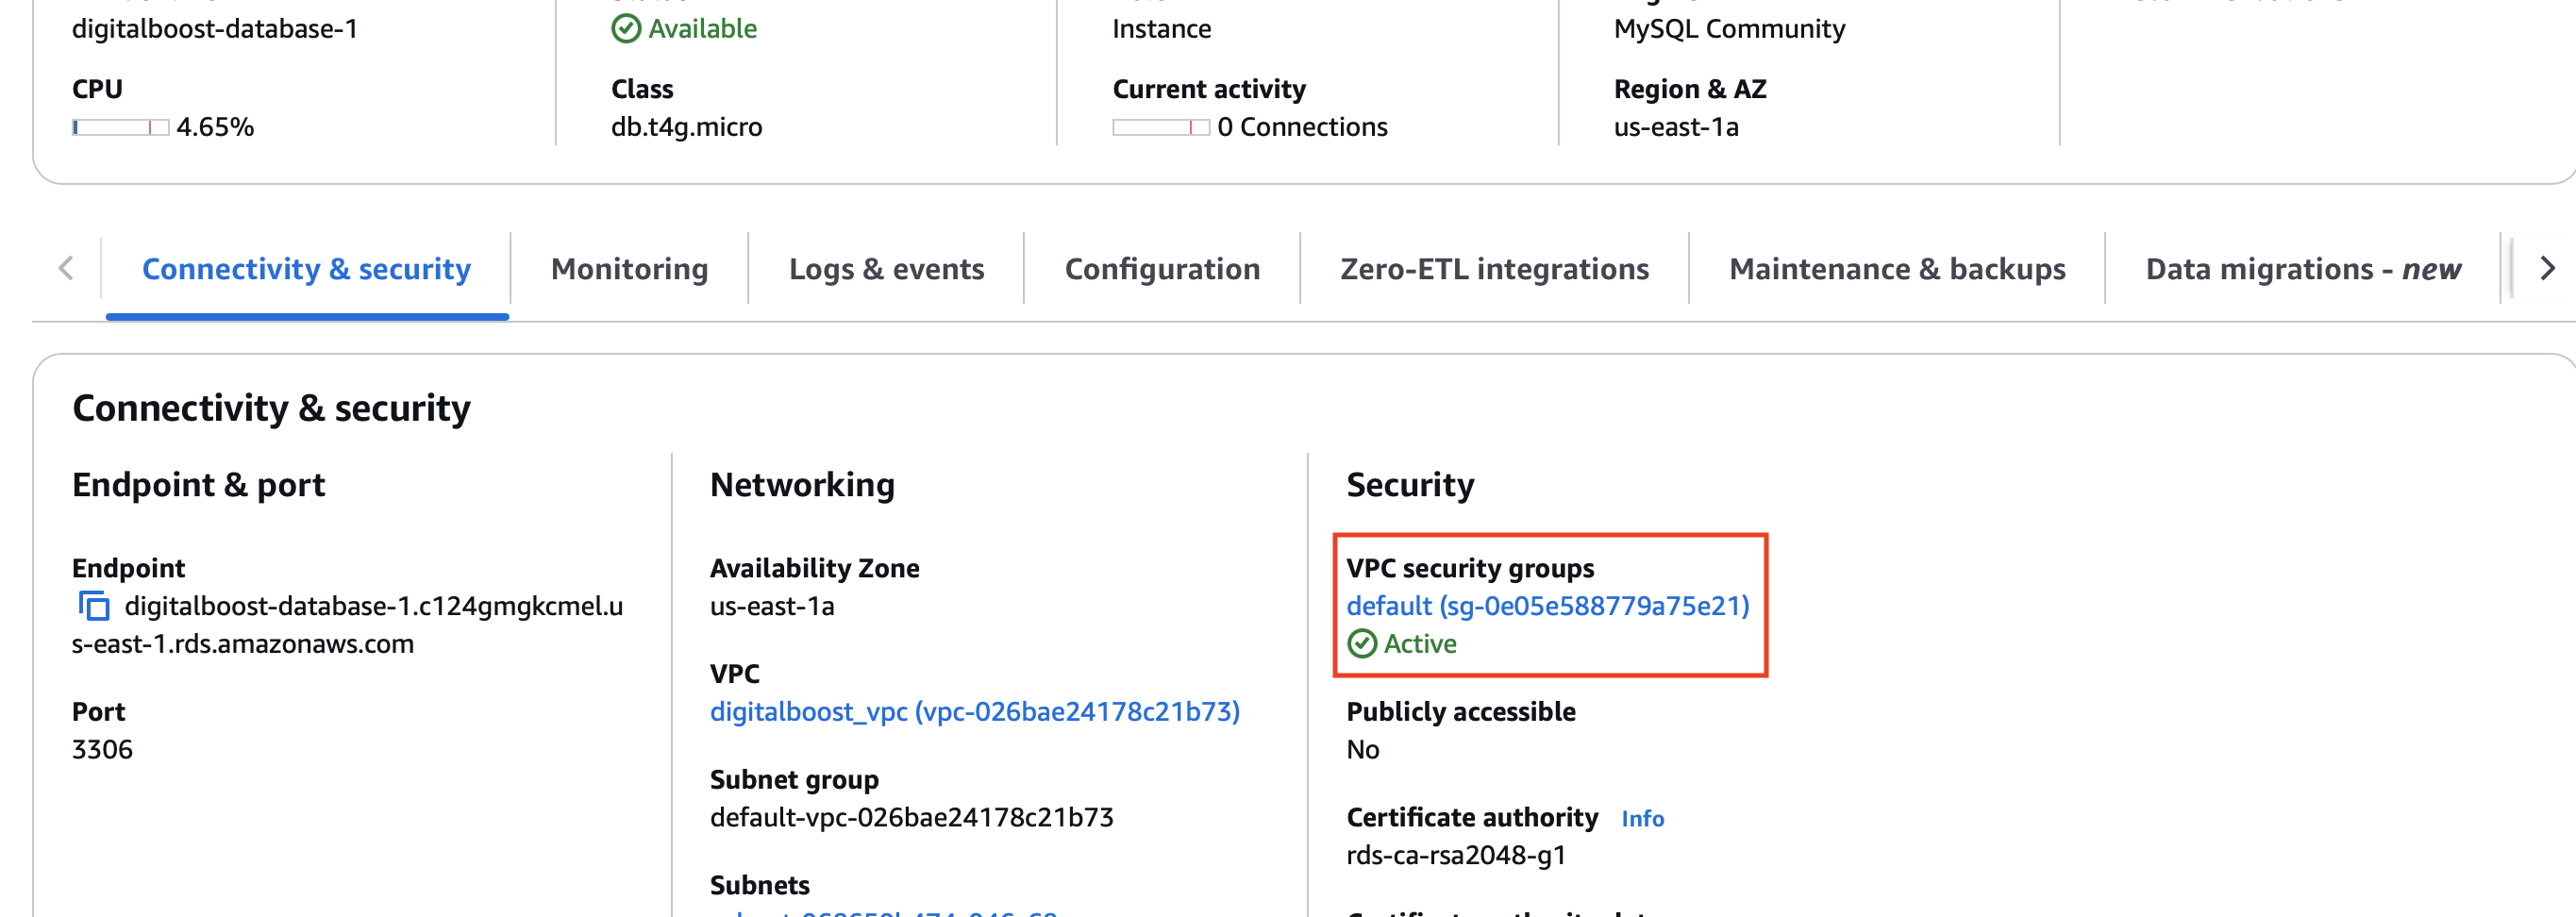 digitalboost-database-1
Available
Instance
MySQL Community
CPU
4.65%
Class
db.t4g.micro
Current activity
0 Connections
Region & AZ
us-east-1a
Connectivity & security
Monitoring
Logs & events
Configuration
Zero-ETL integrations
Maintenance & backups
Data migrations - new
Connectivity & security
Endpoint & port
Endpoint
digitalboost-database-1.c124gmgkcmel.u
s-east-1.rds.amazonaws.com
Port
3306
Networking
Availability Zone
us-east-1a
VPC
digitalboost_vpc (vpc-026bae24178c21b73)
Subnet group
default-vpc-026bae24178c21b73
Subnets
Security
VPC security groups
default (sg-0e05e588779a75e21)
Active
Publicly accessible
No
Certificate authority Info
rds-ca-rsa2048-g1